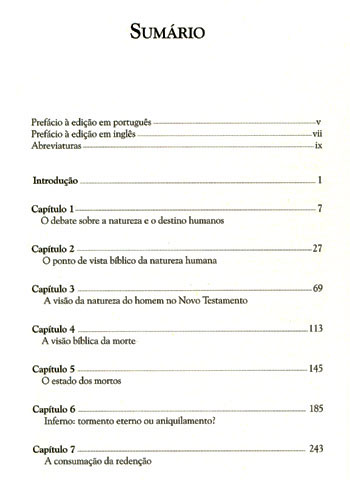 SUMÁRIO
Prefácio à edição em português v
Prefácio à edição em inglês vii
Abreviaturas ix
Introdução 1
Capítulo 1 7
O debate sobre a natureza e o destino humanos
Capítulo 2 27
O ponto de vista bíblico da natureza humana
Capítulo 3 69
A visão da natureza do homem no Novo Testamento
Capítulo 4 113
A visão bíblica da morte
Capítulo 5 145
O estado dos mortos
Capítulo 6 185
Inferno: tormento eterno ou aniquilamento?
Capítulo 7 243
A consumação da redenção